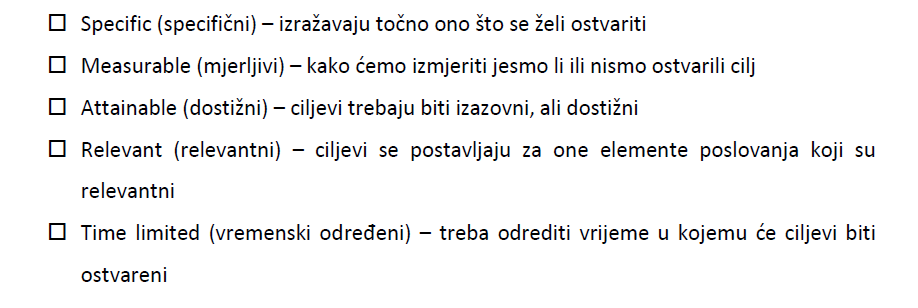 ☐ Specific (specifični) – izražavaju točno ono što se želi ostvariti
☐ Measurable (mjerljivi) – kako ćemo izmjeriti jesmo li ili nismo ostvarili cilj
☐ Attainable (dostižni) – ciljevi trebaju biti izazovni, ali dostižni
☐ Relevant (relevantni) – ciljevi se postavljaju za one elemente poslovanja koji su
relevantni
☐ Time limited (vremenski određeni) – treba odrediti vrijeme u kojemu će ciljevi biti
ostvareni